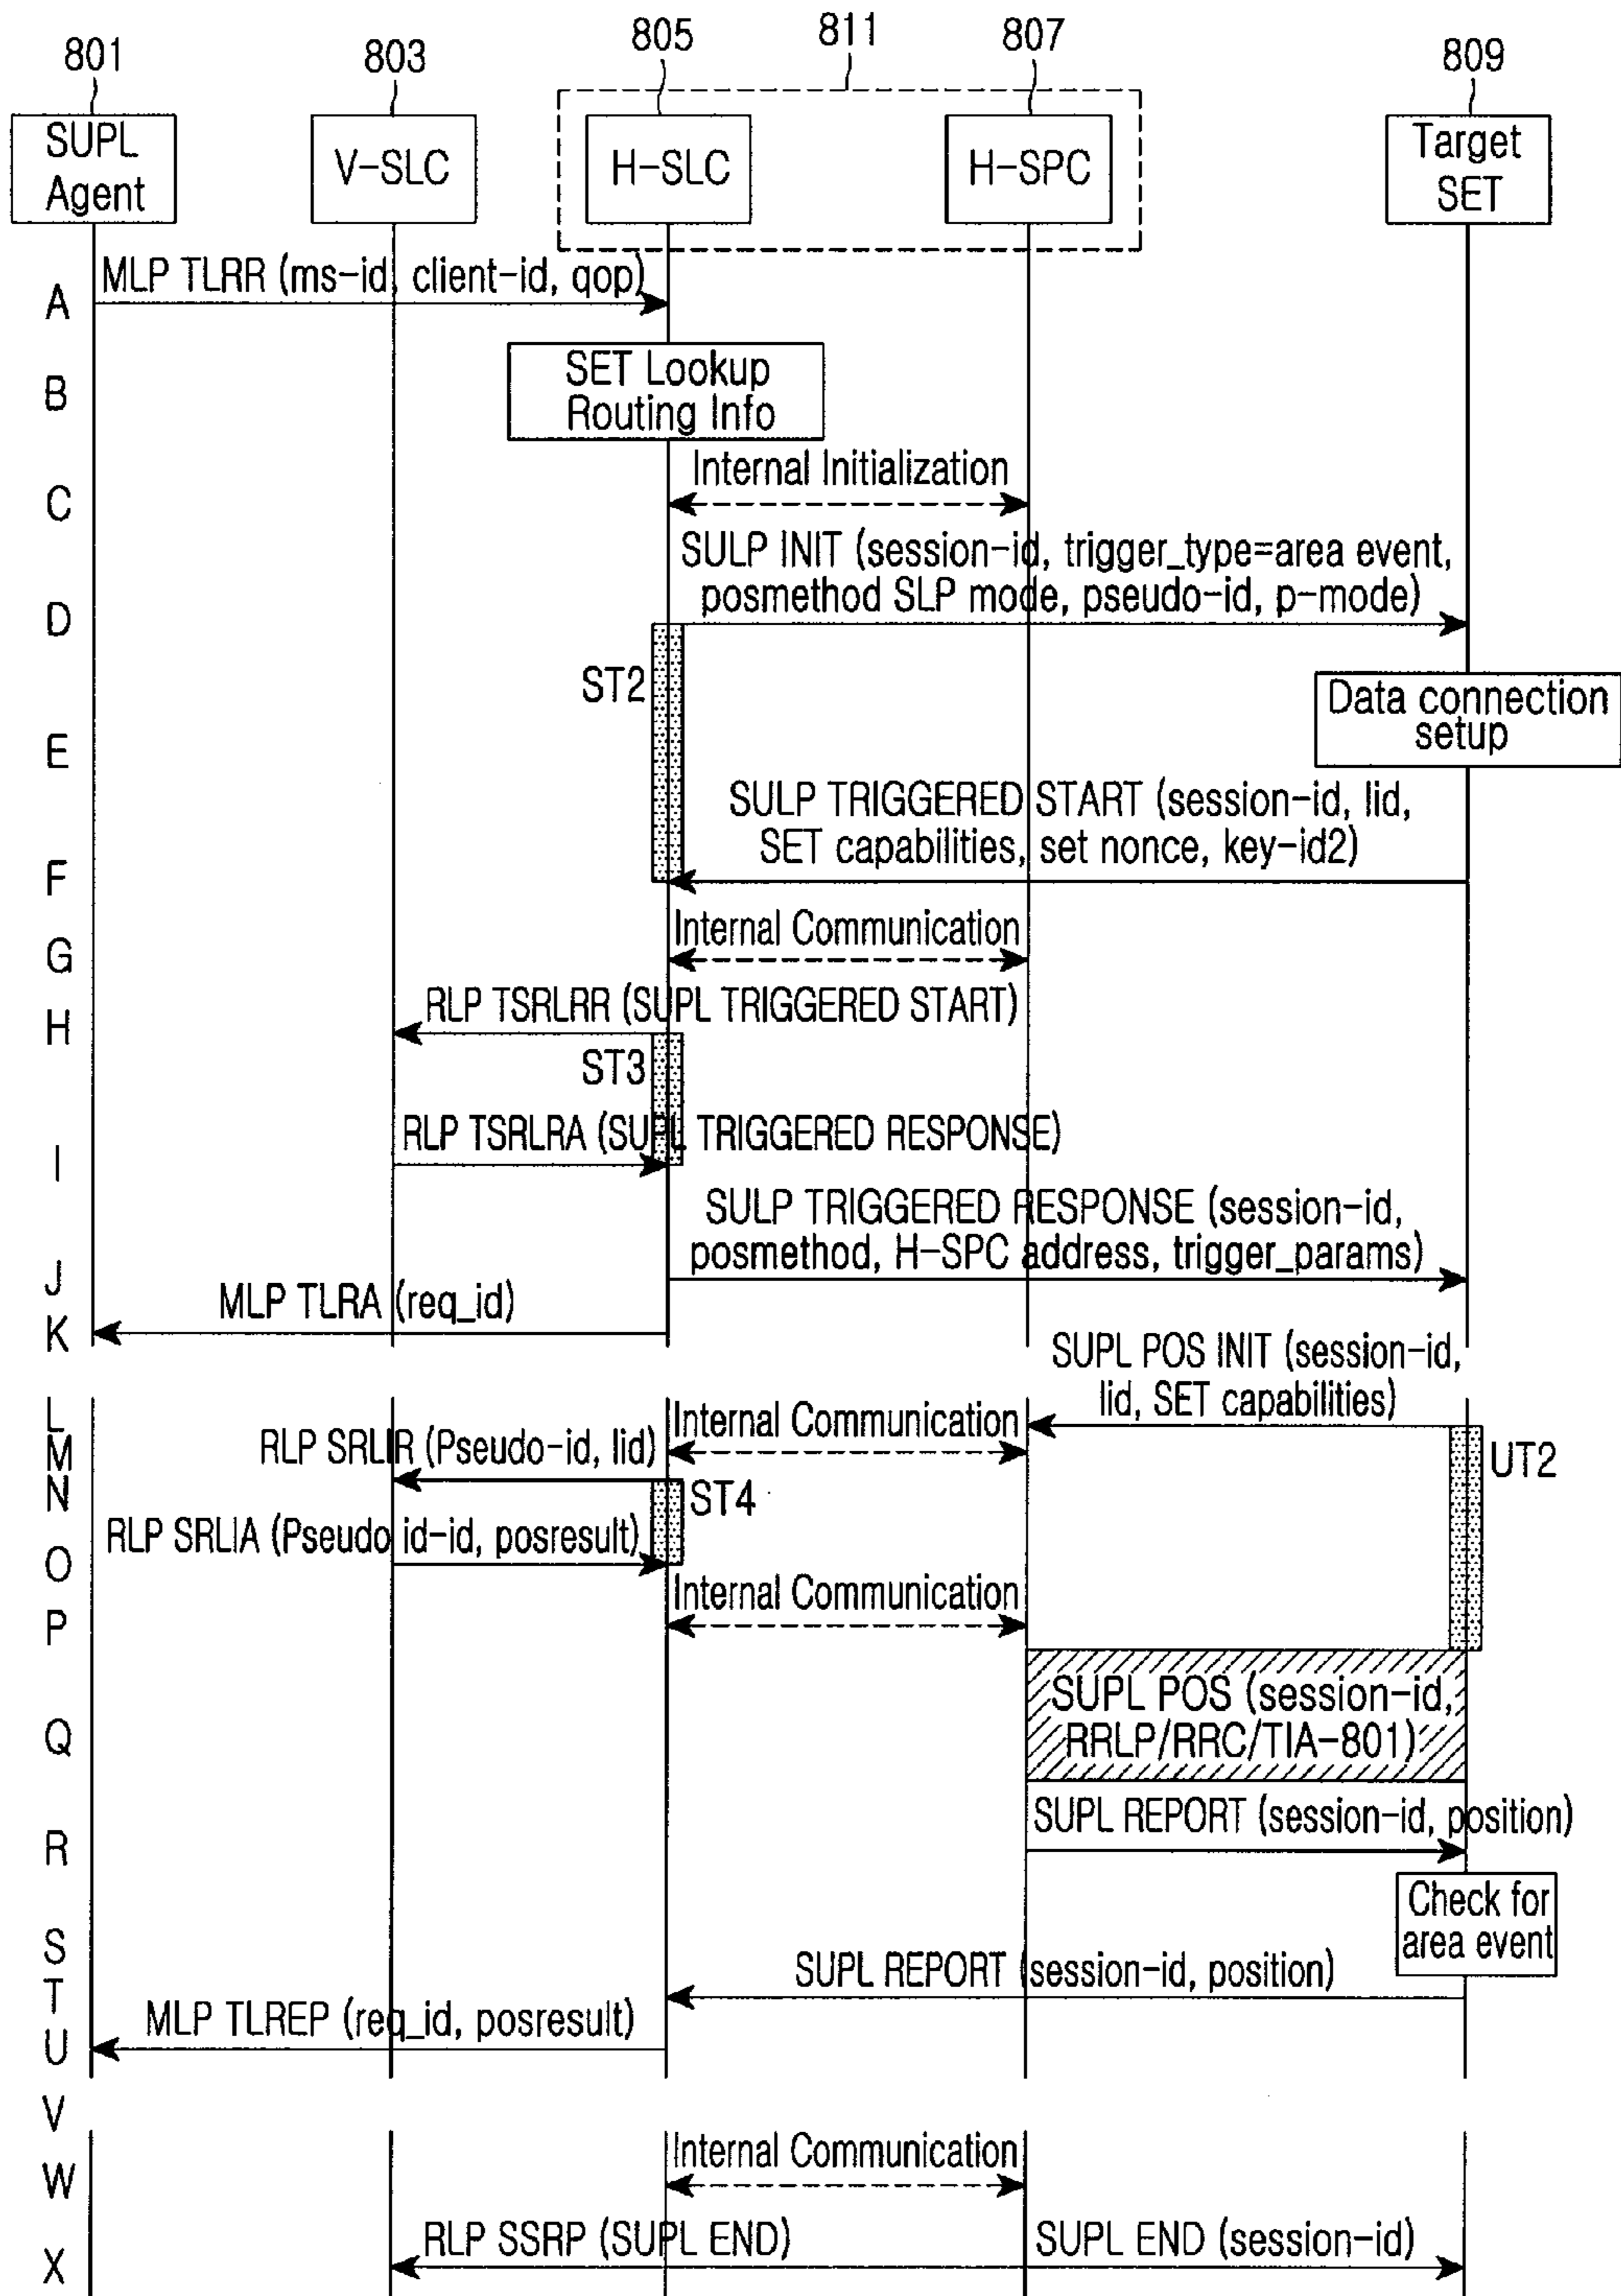 801
803
805
811
807
809
SUPL
Agent
V-SLC
H-SLC
H-SPC
Target
SET
A
MLP TLRR (ms-id, client-id, qop)
B
SET Lookup
Routing Info
C
Internal Initialization
SULP INIT (session-id, trigger_type=area event,
posmethod SLP mode, pseudo-id, p-mode)
D
ST2
Data connection
setup
E
SULP TRIGGERED START (session-id, lid,
SET capabilities, set nonce, key-id2)
F
Internal Communication
G
RLP TSRLRR (SUPL TRIGGERED START)
H
ST3
RLP TSRLRA (SUPL TRIGGERED RESPONSE)
I
SULP TRIGGERED RESPONSE (session-id,
posmethod, H-SPC address, trigger_params)
J
MLP TLRA (req_id)
K
SUPL POS INIT (session-id,
lid, SET capabilities)
L
Internal Communication
M
RLP SRLIR (Pseudo-id, lid)
UT2
N
ST4
RLP SRLIA (Pseudo id-id, posresult)
O
Internal Communication
P
SUPL POS (session-id,
RRLP/RRC/TIA-801)
Q
SUPL REPORT (session-id, position)
R
Check for
area event
S
SUPL REPORT (session-id, position)
T
MLP TLREP (req_id, posresult)
U
V
Internal Communication
W
RLP SSRP (SUPL END)
SUPL END (session-id)
X